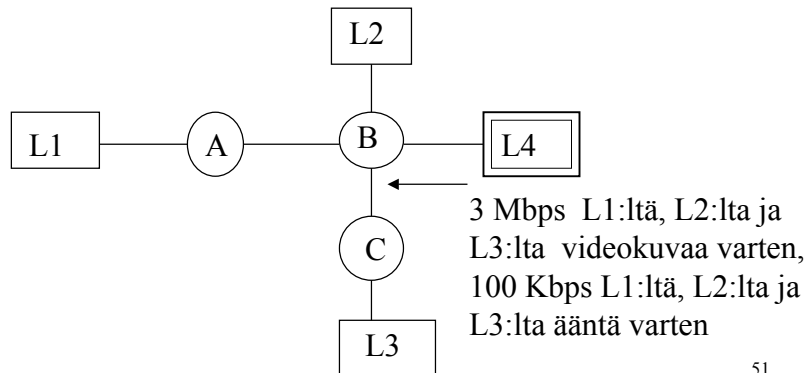 L2
L1
A
B
L4
3 Mbps L1:ltä, L2:lta ja
L3:lta videokuvaa varten,
C
100 Kbps L1:ltä, L2:lta ja
L3:lta ääntä varten
L3
51